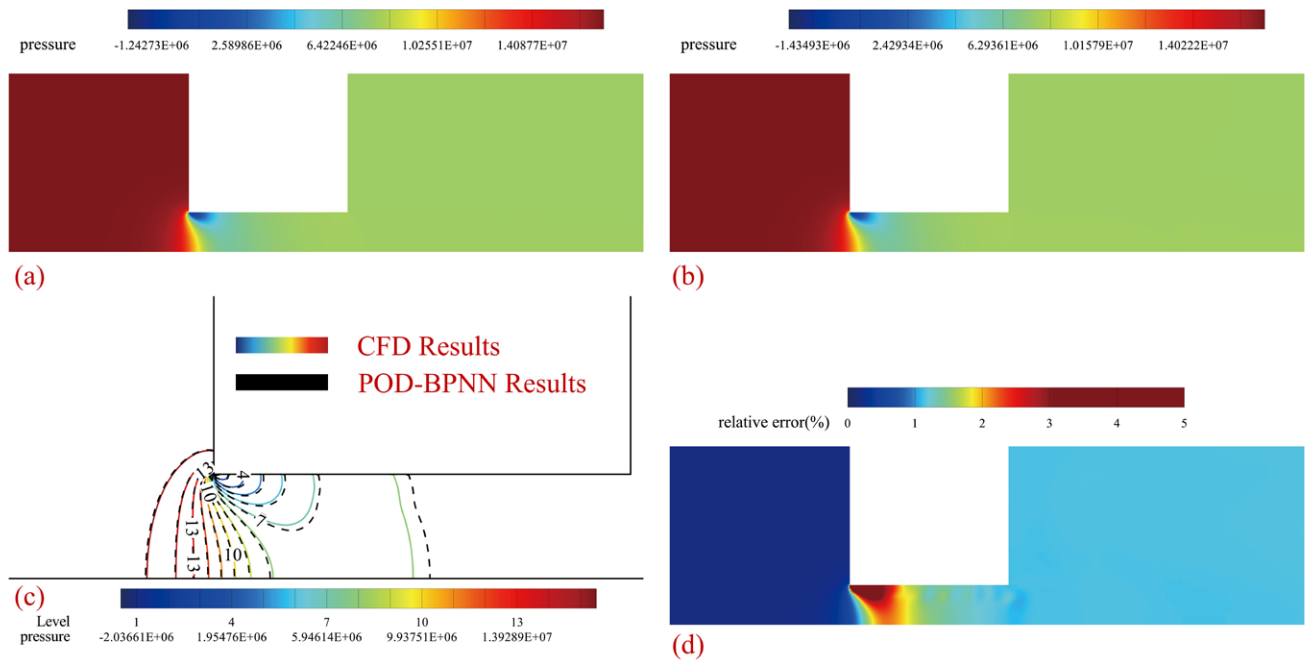 pressure
-1.24273E+06 2.58986E+06 6.42246E+06 1.02551E+07 1.40877E+07
(a)
pressure
-1.43493E+06 2.42934E+06 6.29361E+06 1.01579E+07 1.40222E+07
(b)
CFD Results
POD-BPNN Results
13
4
10
7
13
13
10
(c)
Level 1 4 7 10 13
pressure -2.03661E+06 1.95476E+06 5.94614E+06 9.93751E+06 1.39289E+07
relative error(%) 0 1 2 3 4 5
(d)